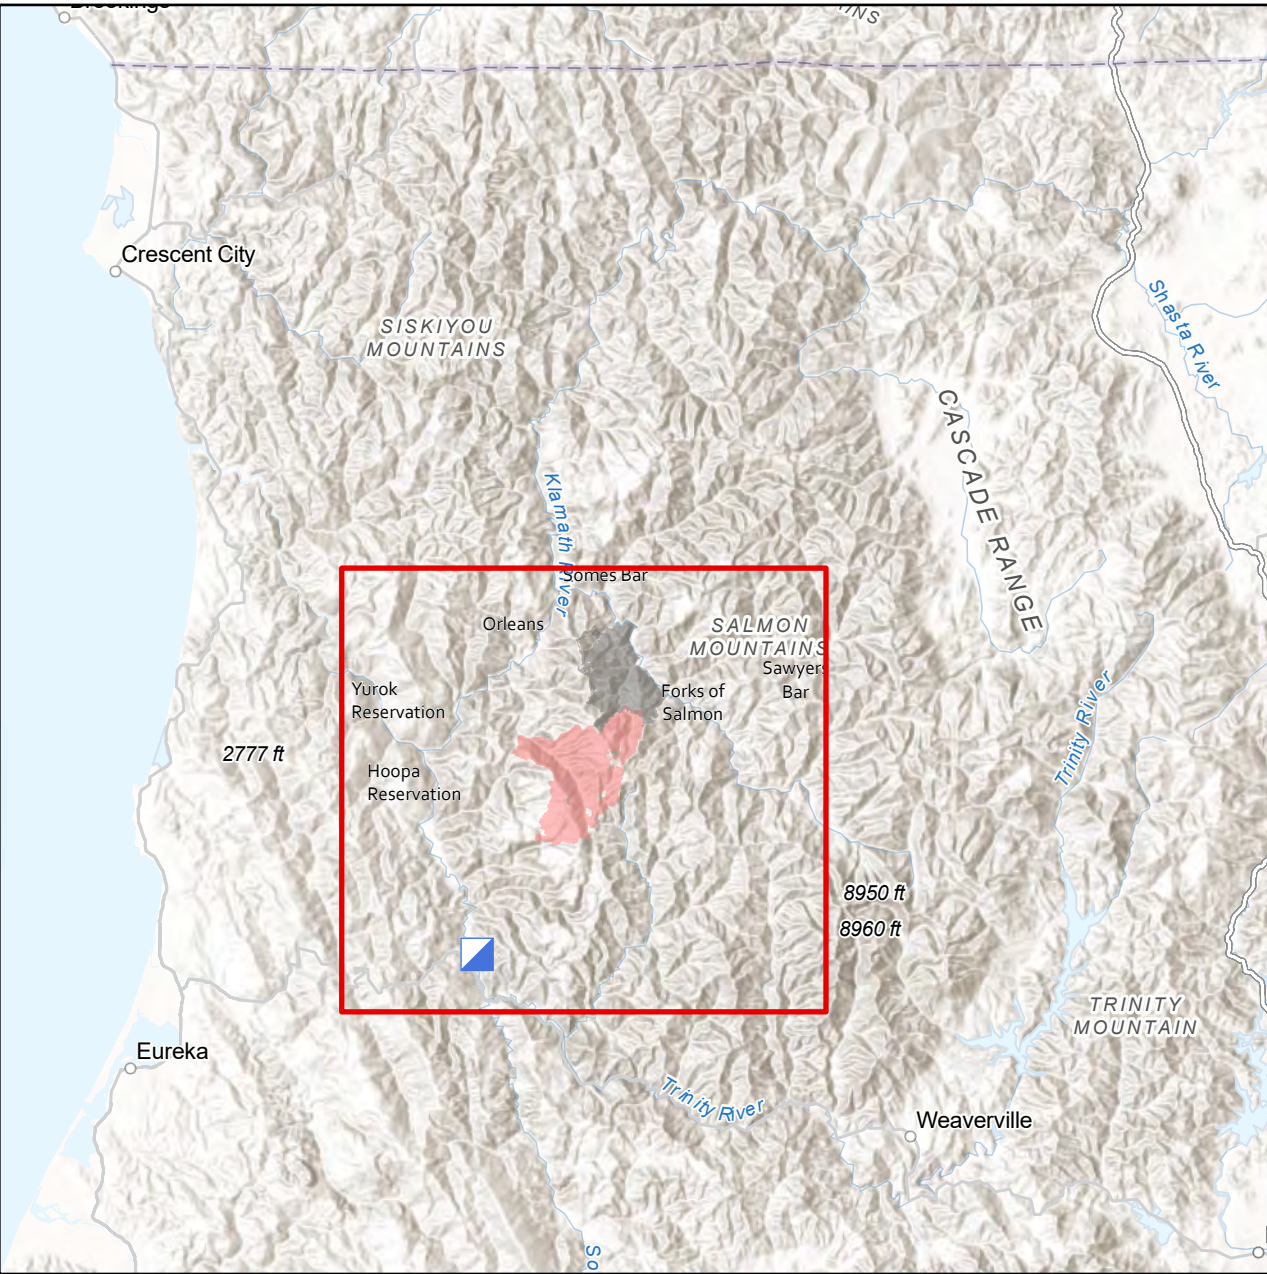 Crescent City
SISKIYOU
MOUNTAINS
Shasta River
CASCADE RANGE
Klamath River
Somes Bar
Orleans
SALMON
MOUNTAINS
Sawyers
Bar
Yurok
Reservation
Forks of
Salmon
Trinity River
2777 ft
Hoopa
Reservation
8950 ft
8960 ft
TRINITY
MOUNTAIN
Eureka
Trinity River
Weaverville
So